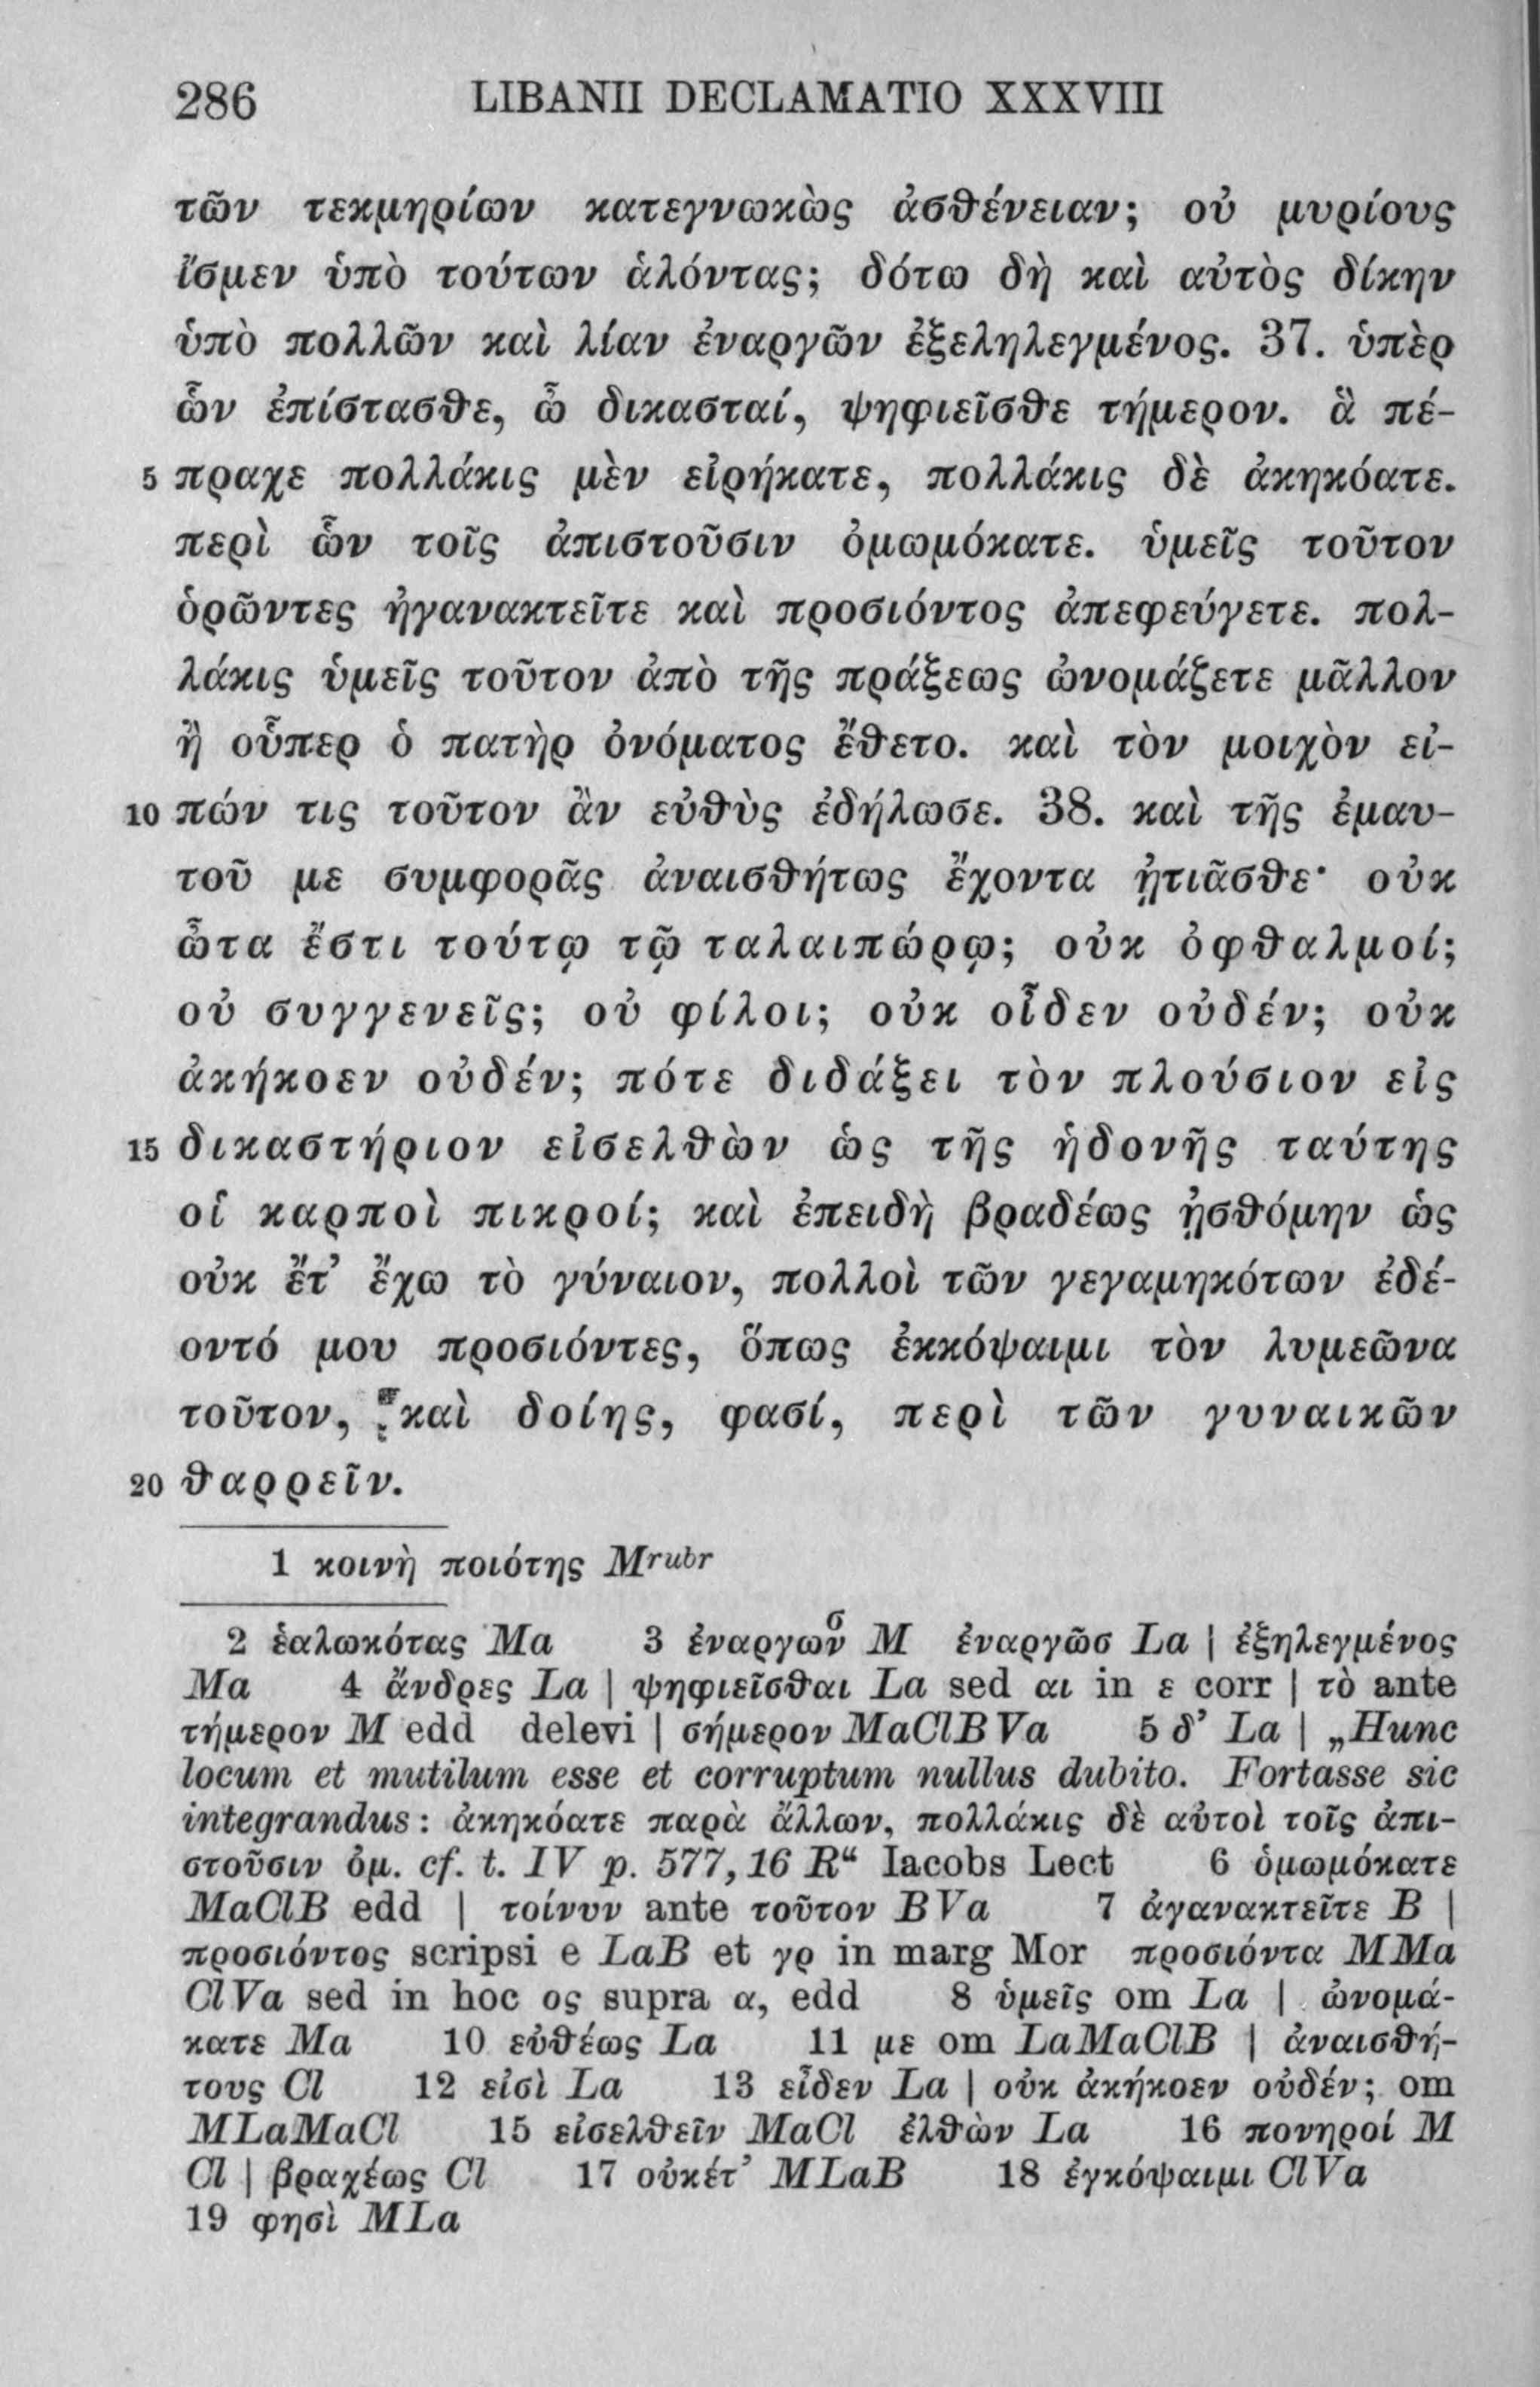 286 LIBANII DECLAMATIO XXXVIII
τῶν τεκμηρίων κατεγνωκὼς ἀσθένειαν; οὐ μυρίους
ἴσμεν ὑπὸ τούτων ἁλόντας; δότω δὴ καὶ αὐτὸς δίκην
ὑπὸ πολλῶν καὶ λίαν ἐναργῶν ἐξεληλεγμένος. 37. ὑπὲρ
ὧν ἐπίστασθε, ὦ δικασταί, ψηφιεῖσθε τήμερον. ἃ πέ-
5 πραχε πολλάκις μὲν εἰρήκατε, πολλάκις δὲ ἀκηκόατε.
περὶ ὧν τοῖς ἀπιστοῦσιν ὀμωμόκατε. ὑμεῖς τοῦτον
ὁρῶντες ἠγανακτεῖτε καὶ προσιόντος ἀπεφεύγετε. πολ-
λάκις ὑμεῖς τοῦτον ἀπὸ τῆς πράξεως ὠνομάζετε μᾶλλον
ἢ οὗπερ ὁ πατὴρ ὀνόματος ἔθετο. καὶ τὸν μοιχὸν εἰ-
10 πών τις τοῦτον ἂν εὐθὺς ἐδήλωσε. 38. καὶ τῆς ἐμαυ-
τοῦ με συμφορᾶς ἀναισθήτως ἔχοντα ᾐτιᾶσθε· οὐκ
ὦτα ἔστι τούτῳ τῷ ταλαιπώρῳ; οὐκ ὀφθαλμοί;
οὐ συγγενεῖς; οὐ φίλοι; οὐκ οἶδεν οὐδέν; οὐκ
ἀκήκοεν οὐδέν; πότε διδάξει τὸν πλούσιον εἰς
15 δικαστήριον εἰσελθὼν ὡς τῆς ἡδονῆς ταύτης
οἱ καρποὶ πικροί; καὶ ἐπειδὴ βραδέως ᾐσθόμην ὡς
οὐκ ἔτ’ ἔχω τὸ γύναιον, πολλοὶ τῶν γεγαμηκότων ἐδέ-
οντό μου προσιόντες, ὅπως ἐκκόψαιμι τὸν λυμεῶνα
τοῦτον, καὶ δοίης, φασί, περὶ τῶν γυναικῶν
20 θαρρεῖν.
1 κοινὴ ποιότης Mrubr
2 ἑαλωκότας Ma 3 ἐναργωσν͂ M ἐναργῶσ La | ἐξηλεγμένος
Ma 4 ἄνδρες La | ψηφιεῖσθαι La sed αι in ε corr | τὸ ante
τήμερον M edd delevi | σήμερον MaClBVa 5 δ’ La | „Hunc
locum et mutilum esse et corruptum nullus dubito. Fortasse sic
integrandus: ἀκηκόατε παρὰ ἄλλων, πολλάκις δὲ αὐτοὶ τοῖς ἀπι-
στοῦσιν ὀμ. cf. t. IV p. 577, 16 R“ Iacobs Lect 6 ὁμωμόκατε
MaClB edd | τοίνυν ante τοῦτον BVa 7 ἀγανακτεῖτε B |
προσιόντος scripsi e LaB et γρ in marg Mor προσιόντα MMa
ClVa sed in hoc ος supra α, edd 8 ὑμεῖς om La | ὠνομά-
κατε Ma 10 εὐθέως La 11 με om LaMaClB | ἀναισθή-
τους Cl 12 εἰσὶ La 13 εἶδεν La | οὐκ ἀκήκοεν οὐδέν; om
MLaMaCl 15 εἰσελθεῖν MaCl ἐλθὼν La 16 πονηροί M
Cl | βραχέως Cl 17 οὐκέτ’ MLaB 18 ἐγκόψαιμι ClVa
19 φησὶ MLa